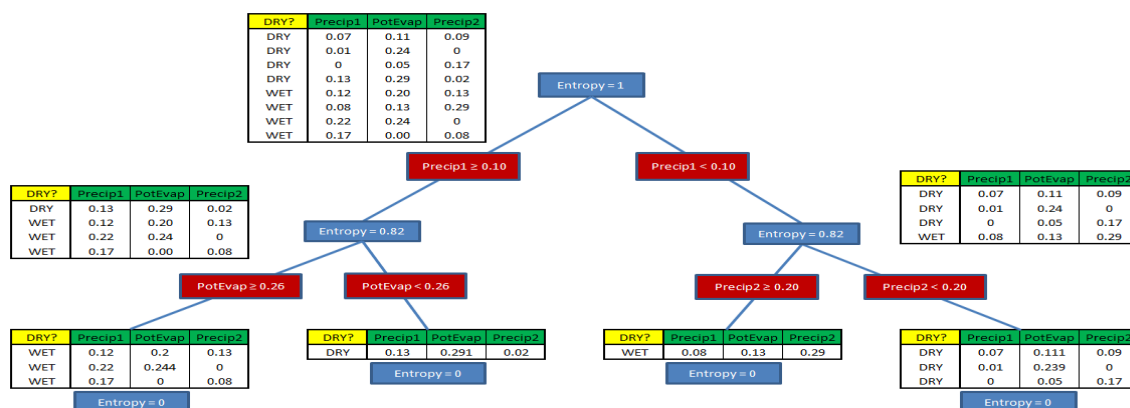 DRY? Precip1 PotEvap Precip2
DRY 0.07 0.11 0.09
DRY 0.01 0.24 0
DRY 0 0.05 0.17
DRY 0.13 0.29 0.02
WET 0.12 0.20 0.13
WET 0.08 0.13 0.29
WET 0.22 0.24 0
WET 0.17 0.00 0.08
Entropy = 1
Precip1 ≥ 0.10
Precip1 < 0.10
DRY? Precip1 PotEvap Precip2
DRY 0.13 0.29 0.02
WET 0.12 0.20 0.13
WET 0.22 0.24 0
WET 0.17 0.00 0.08
Entropy = 0.82
Entropy = 0.82
DRY? Precip1 PotEvap Precip2
DRY 0.07 0.11 0.09
DRY 0.01 0.24 0
DRY 0 0.05 0.17
WET 0.08 0.13 0.29
PotEvap ≥ 0.26
PotEvap < 0.26
Precip2 ≥ 0.20
Precip2 < 0.20
DRY? Precip1 PotEvap Precip2
WET 0.12 0.2 0.13
WET 0.22 0.244 0
WET 0.17 0 0.08
Entropy = 0
DRY? Precip1 PotEvap Precip2
DRY 0.13 0.291 0.02
Entropy = 0
DRY? Precip1 PotEvap Precip2
WET 0.08 0.13 0.29
Entropy = 0
DRY? Precip1 PotEvap Precip2
DRY 0.07 0.111 0.09
DRY 0.01 0.239 0
DRY 0 0.05 0.17
Entropy = 0